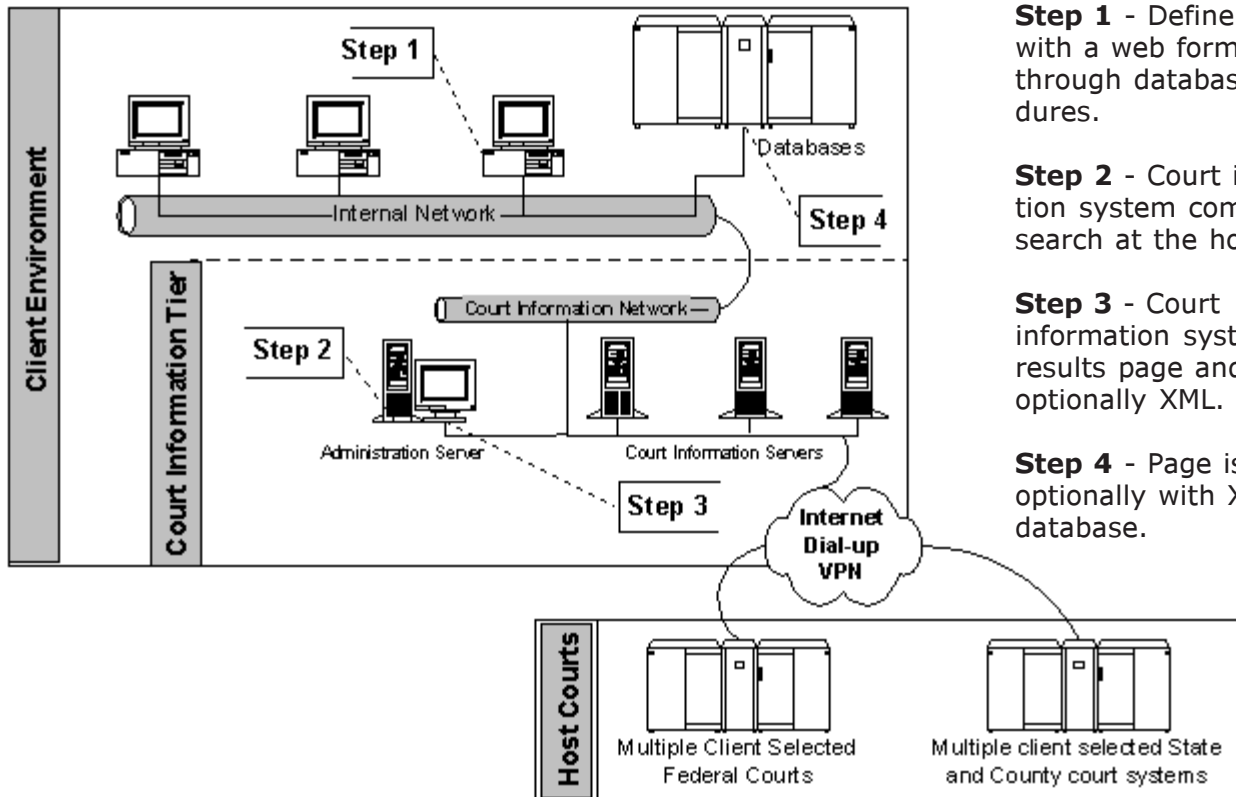 Client Environment
Court Information Tier
Step 1
Databases
Internal Network
Step 4
Court Information Network
Step 2
Administration Server
Court Information Servers
Step 3
Internet
Dial-up
VPN
Host Courts
Multiple Client Selected
Federal Courts
Multiple client selected State
and County court systems
Step 1 - Define
with a web form
through databas
dures.
Step 2 - Court i
tion system com
search at the ho
Step 3 - Court
information syst
results page and
optionally XML.
Step 4 - Page is
optionally with X
database.